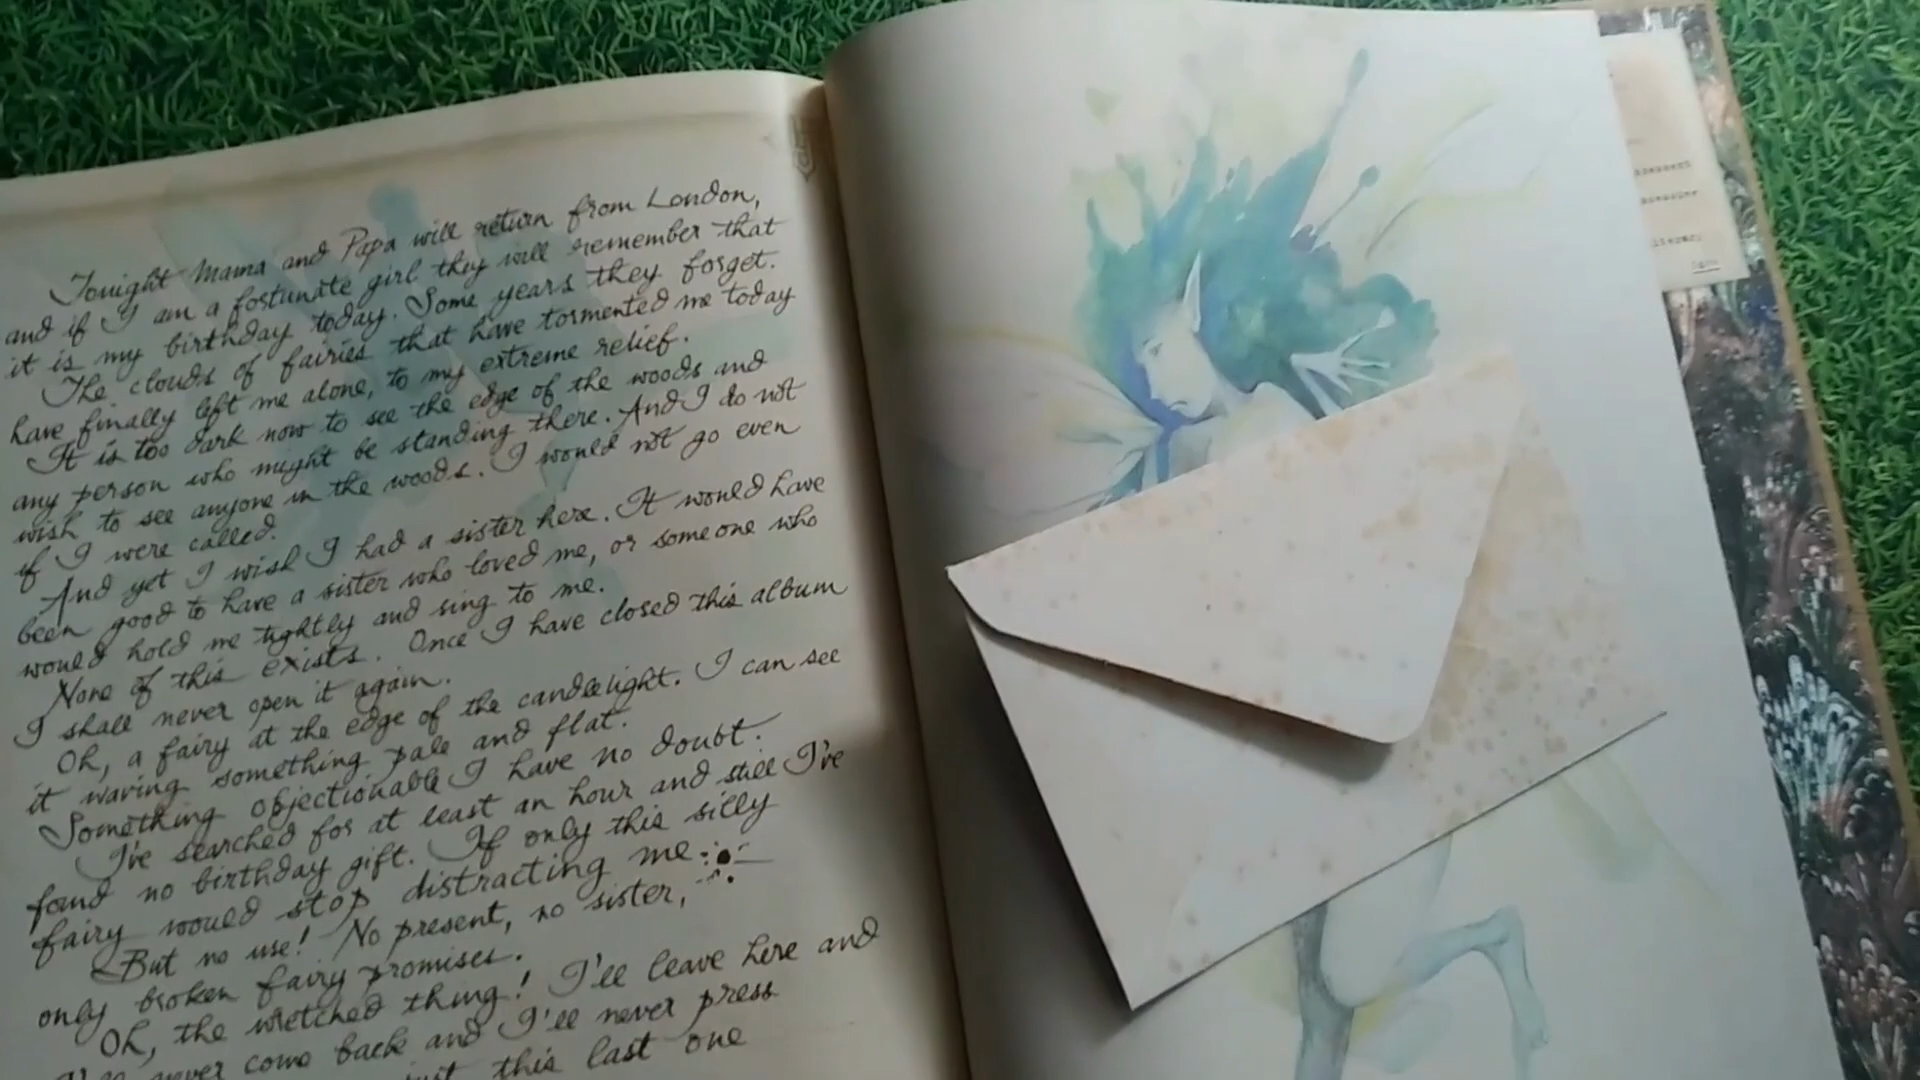 Tonight Mama and Papa will return from London,
and if I am a fortunate girl they will remember that
it is my birthday today. Some years they forget.
The clouds of fairies that have tormented me today
have finally left me alone, to my extreme relief.
It is too dark now to see the edge of the woods and
any person who might be standing there. And I do not
wish to see anyone in the woods. I would not go even
if I were called.
And yet I wish I had a sister here. It would have
been good to have a sister who loved me, or someone who
would hold me tightly and sing to me.
None of this exists. Once I have closed this album
I shall never open it again.
Oh, a fairy at the edge of the candlelight. I can see
it waving something pale and flat.
Something objectionable I have no doubt.
I've searched for at least an hour and still I've
found no birthday gift. If only this silly
fairy would stop distracting me
But no use! No present, no sister,
only broken fairy promises.
Oh, the wretched thing! I'll leave here and
never come back and I'll never press
this last one
literacy